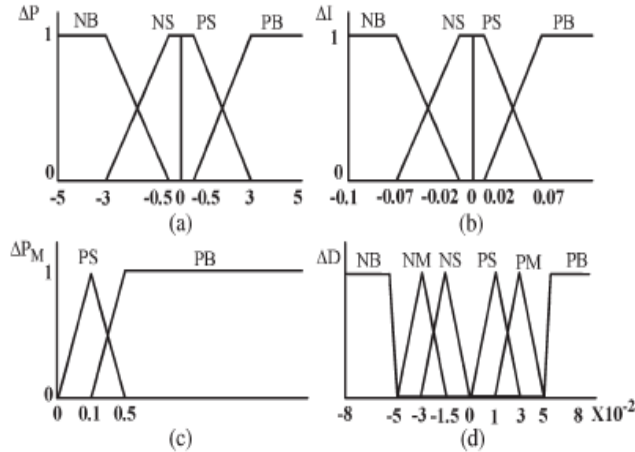 ΔP NB NS PS PB
1
0
-5 -3 -0.5 0 -0.5 3 5
(a)
ΔI NB NS PS PB
1
0
-0.1 -0.07 -0.02 0 0.02 0.07
(b)
ΔP_M PS PB
1
0
0 0.1 0.5
(c)
ΔD NB NM NS PS PM PB
-8 -5 -3 -1.5 0 1 3 5 8 X10⁻²
(d)